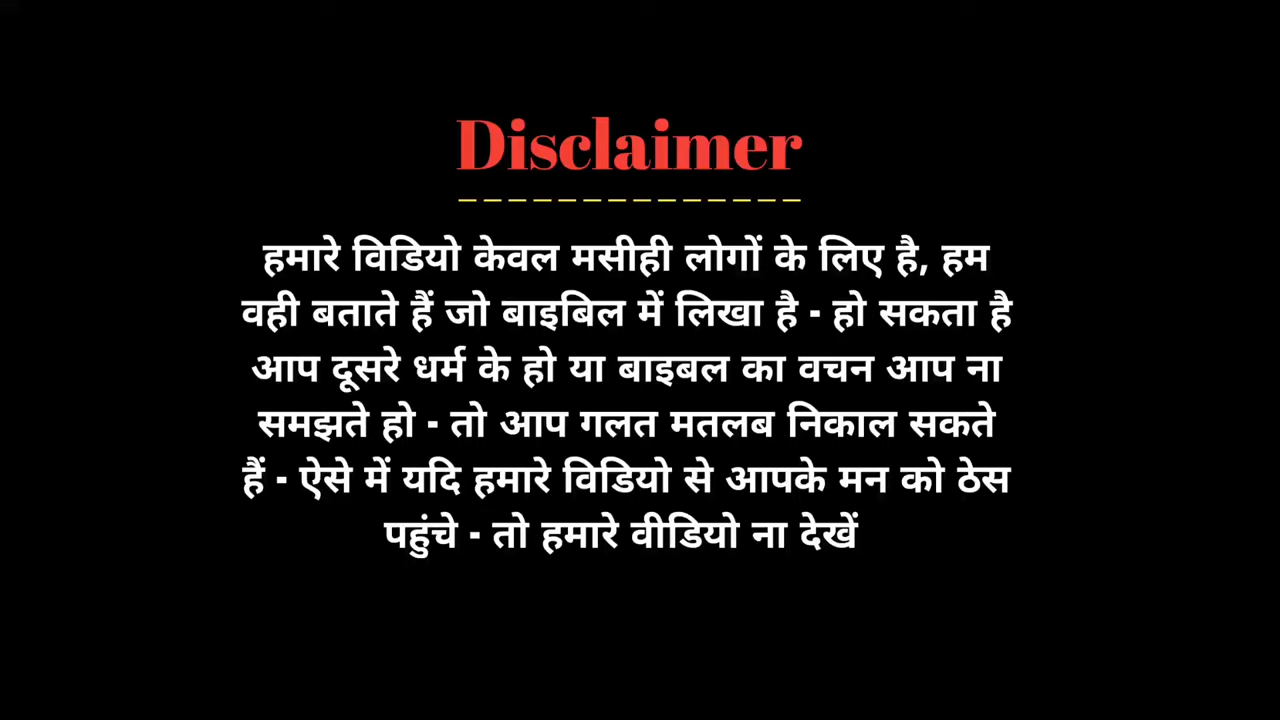 Disclaimer
हमारे विडियो केवल मसीही लोगों के लिए है, हम
वही बताते हैं जो बाइबिल में लिखा है - हो सकता है
आप दूसरे धर्म के हो या बाइबल का वचन आप ना
समझते हो - तो आप गलत मतलब निकाल सकते
हैं - ऐसे में यदि हमारे विडियो से आपके मन को ठेस
पहुंचे - तो हमारे वीडियो ना देखें